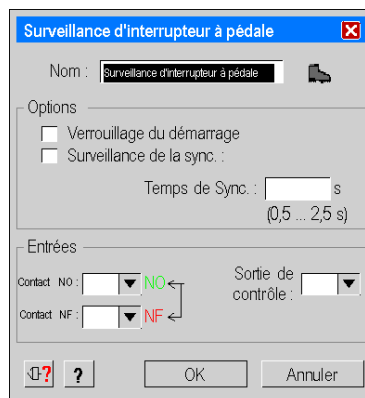 Surveillance d'interrupteur à pédale
Nom : Surveillance d'interrupteur à pédale
Options
Verrouillage du démarrage
Surveillance de la sync. :
Temps de Sync. : s
(0,5 ... 2,5 s)
Entrées
Contact NO : NO
Sortie de contrôle :
Contact NF : NF
? ? OK Annuler